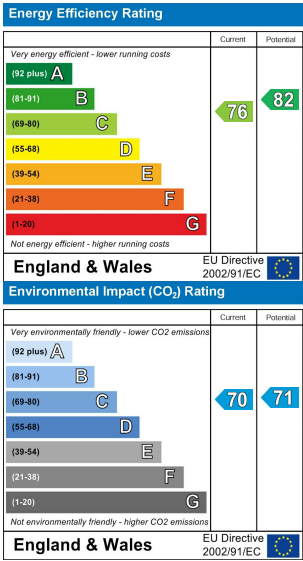 Energy Efficiency Rating
Current Potential
Very energy efficient - lower running costs
(92 plus) A
(81-91) B
(69-80) C
(55-68) D
(39-54) E
(21-38) F
(1-20) G
76
82
Not energy efficient - higher running costs
England & Wales
EU Directive
2002/91/EC
Environmental Impact (CO₂) Rating
Current Potential
Very environmentally friendly - lower CO2 emissions
(92 plus) A
(81-91) B
(69-80) C
(55-68) D
(39-54) E
(21-38) F
(1-20) G
70
71
Not environmentally friendly - higher CO2 emissions
England & Wales
EU Directive
2002/91/EC